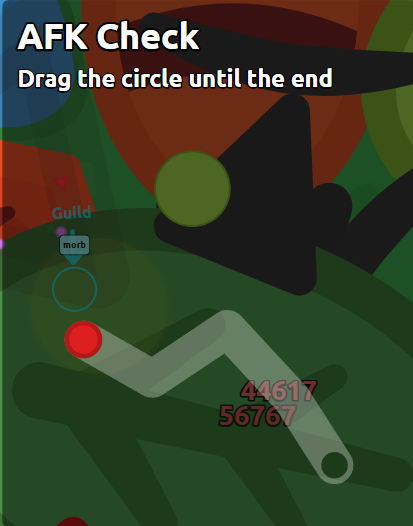 AFK Check
Drag the circle until the end
Guild
morb
44617
56767